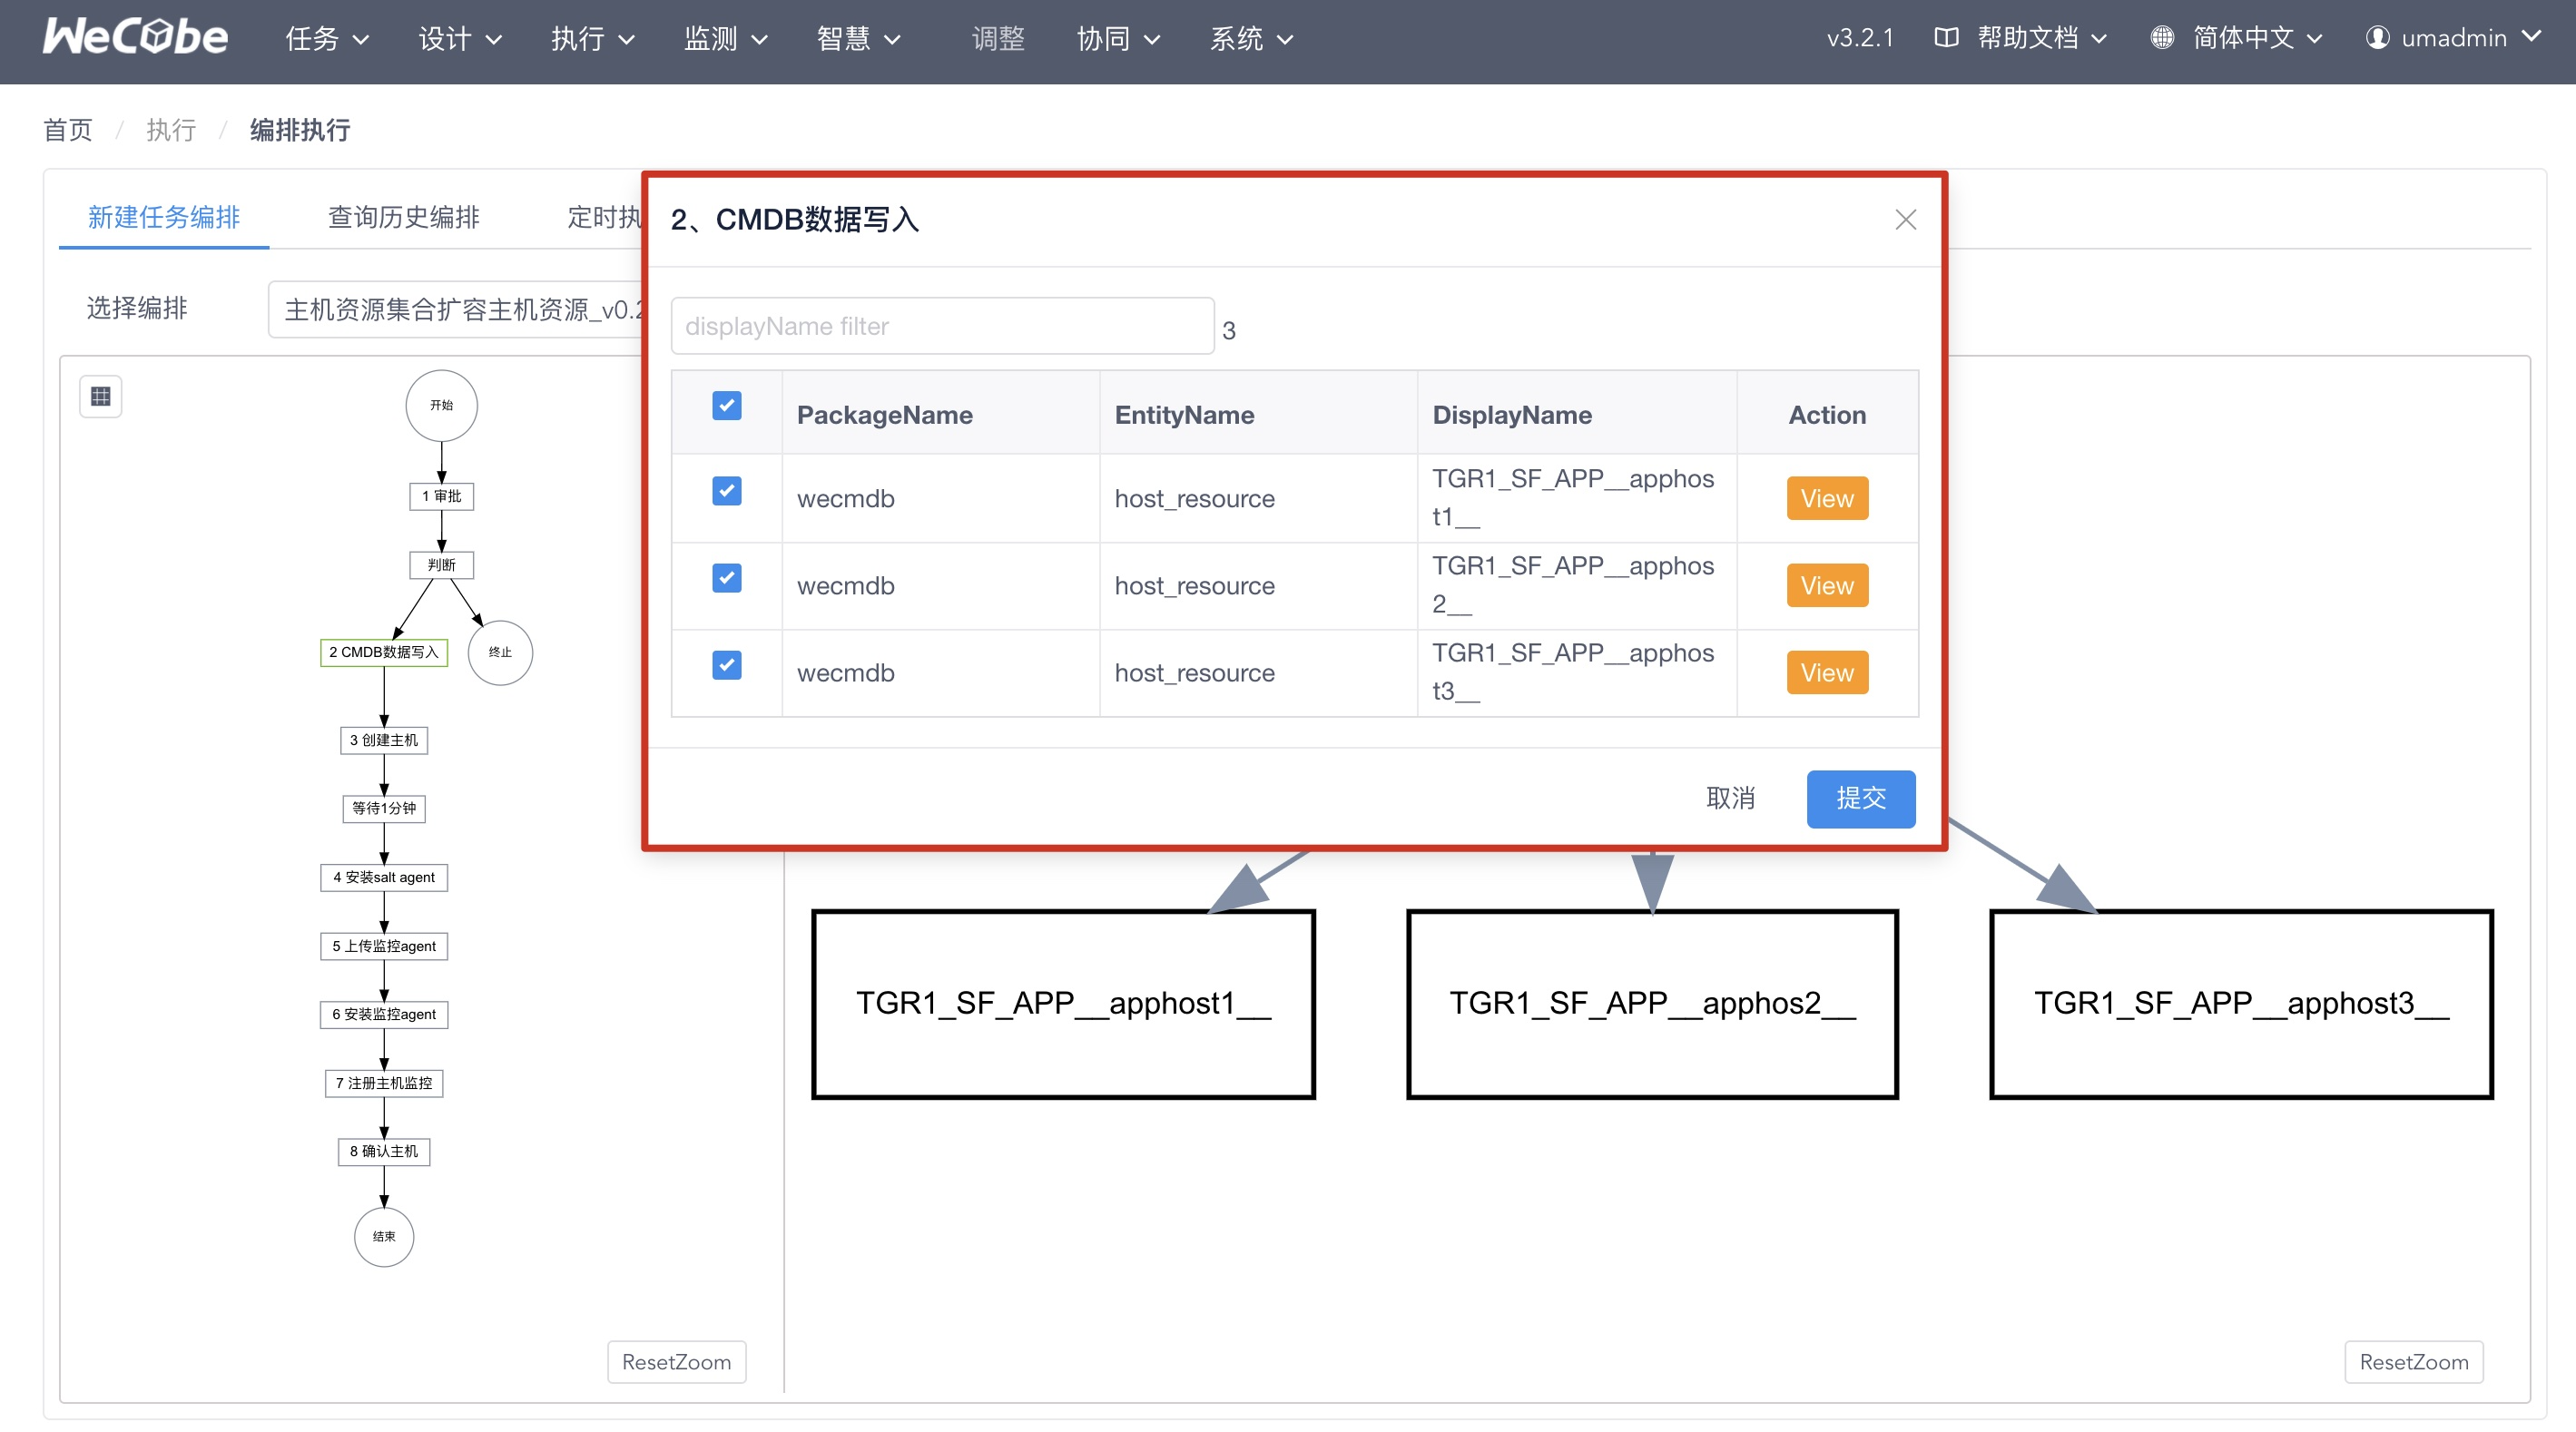 WeCube 任务 设计 执行 监测 智慧 调整 协同 系统 v3.2.1 帮助文档 简体中文 umadmin
首页 / 执行 / 编排执行
新建任务编排 查询历史编排 定时执
选择编排 主机资源集合扩容主机资源_v0.2
2、CMDB数据写入
displayName filter 3
PackageName EntityName DisplayName Action
wecmdb host_resource TGR1_SF_APP__apphos
t1__ View
wecmdb host_resource TGR1_SF_APP__apphos
2__ View
wecmdb host_resource TGR1_SF_APP__apphos
t3__ View
取消 提交
开始
1 审批
判断
2 CMDB数据写入 终止
3 创建主机
等待1分钟
4 安装salt agent
5 上传监控agent
6 安装监控agent
7 注册主机监控
8 确认主机
结束
ResetZoom
TGR1_SF_APP__apphost1__ TGR1_SF_APP__apphos2__ TGR1_SF_APP__apphost3__
ResetZoom